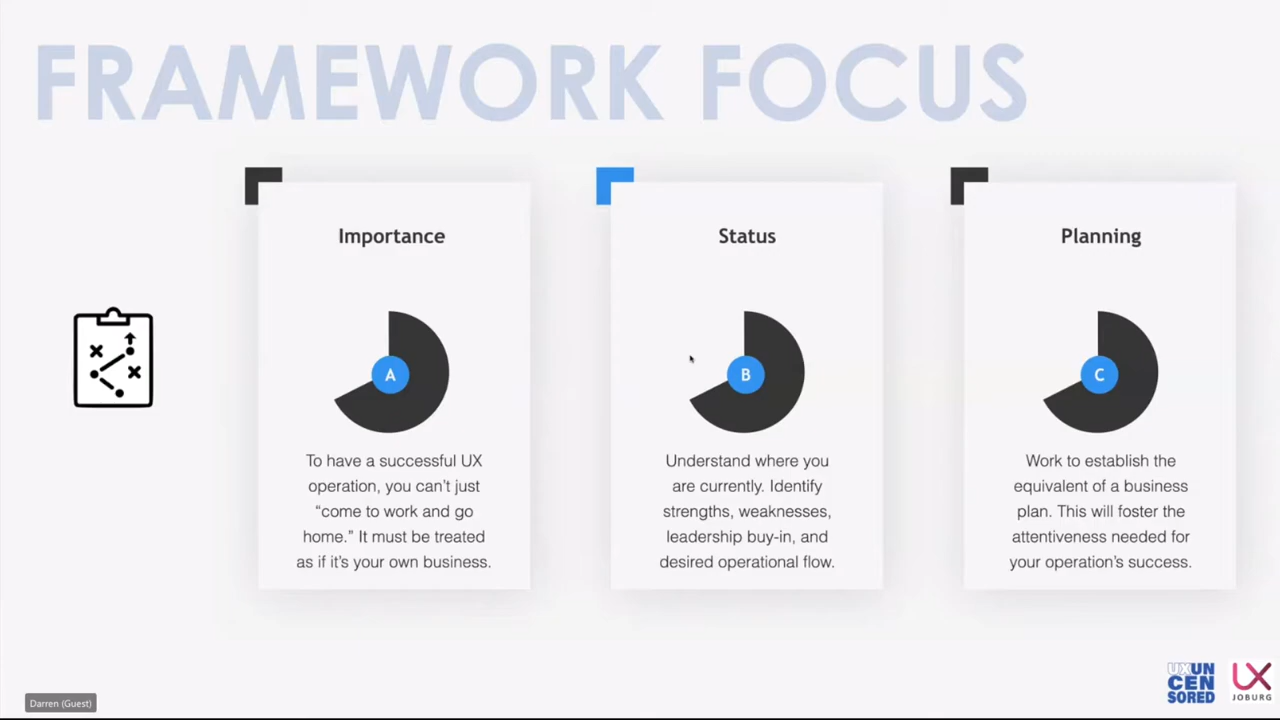 FRAMEWORK FOCUS
Importance
A
To have a successful UX
operation, you can’t just
“come to work and go
home.” It must be treated
as if it’s your own business.
Status
B
Understand where you
are currently. Identify
strengths, weaknesses,
leadership buy-in, and
desired operational flow.
Planning
C
Work to establish the
equivalent of a business
plan. This will foster the
attentiveness needed for
your operation’s success.
UXUN
CEN
SORED
UX
JOBURG
Darren (Guest)